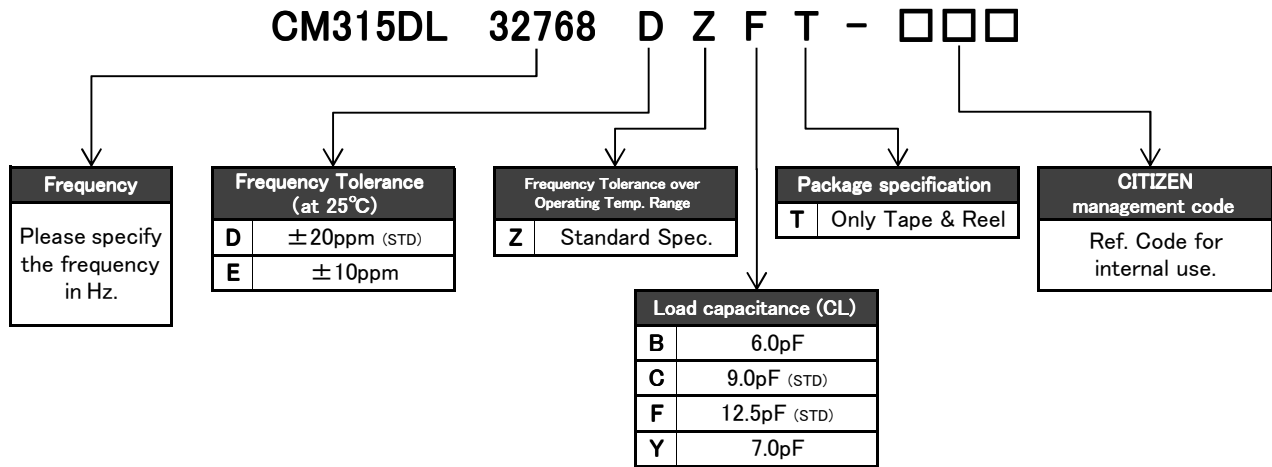 CM315DL 32768 D Z F T - □□□
Frequency
Please specify
the frequency
in Hz.
Frequency Tolerance
(at 25℃)
D ±20ppm (STD)
E ±10ppm
Frequency Tolerance over
Operating Temp. Range
Z Standard Spec.
Package specification
T Only Tape & Reel
CITIZEN
management code
Ref. Code for
internal use.
Load capacitance (CL)
B 6.0pF
C 9.0pF (STD)
F 12.5pF (STD)
Y 7.0pF